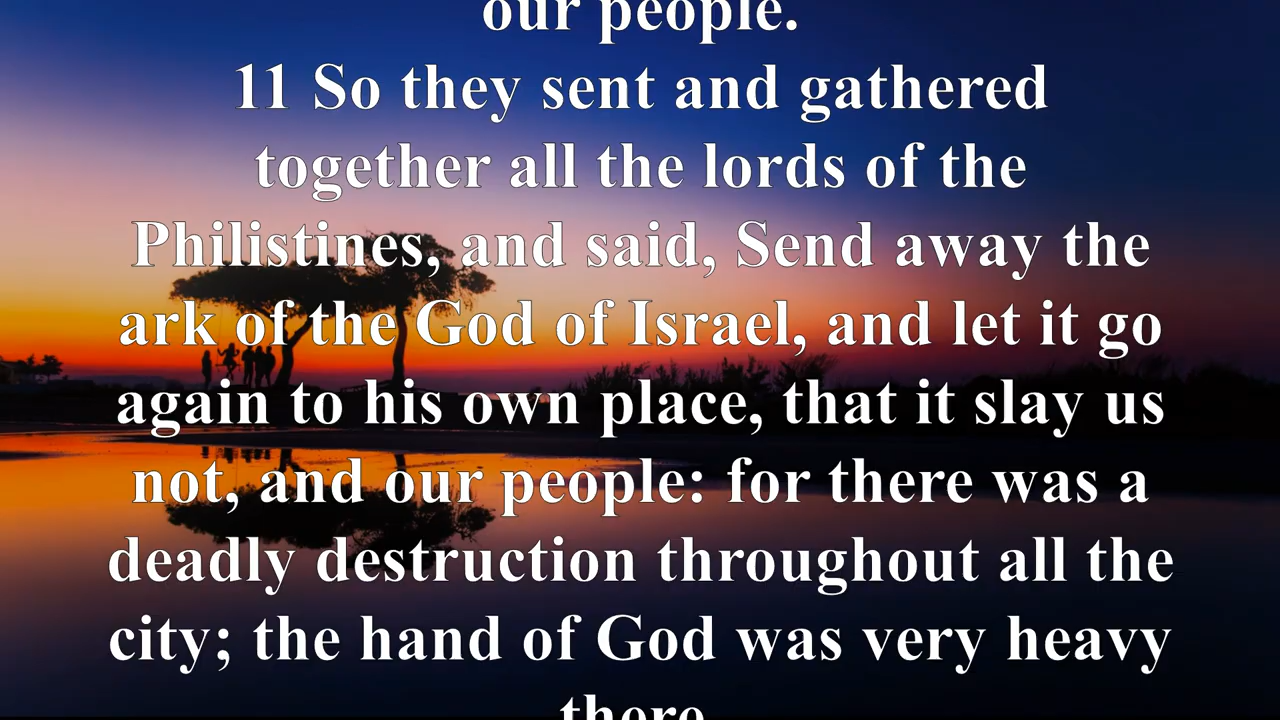 our people.
11 So they sent and gathered
together all the lords of the
Philistines, and said, Send away the
ark of the God of Israel, and let it go
again to his own place, that it slay us
not, and our people: for there was a
deadly destruction throughout all the
city; the hand of God was very heavy
there.